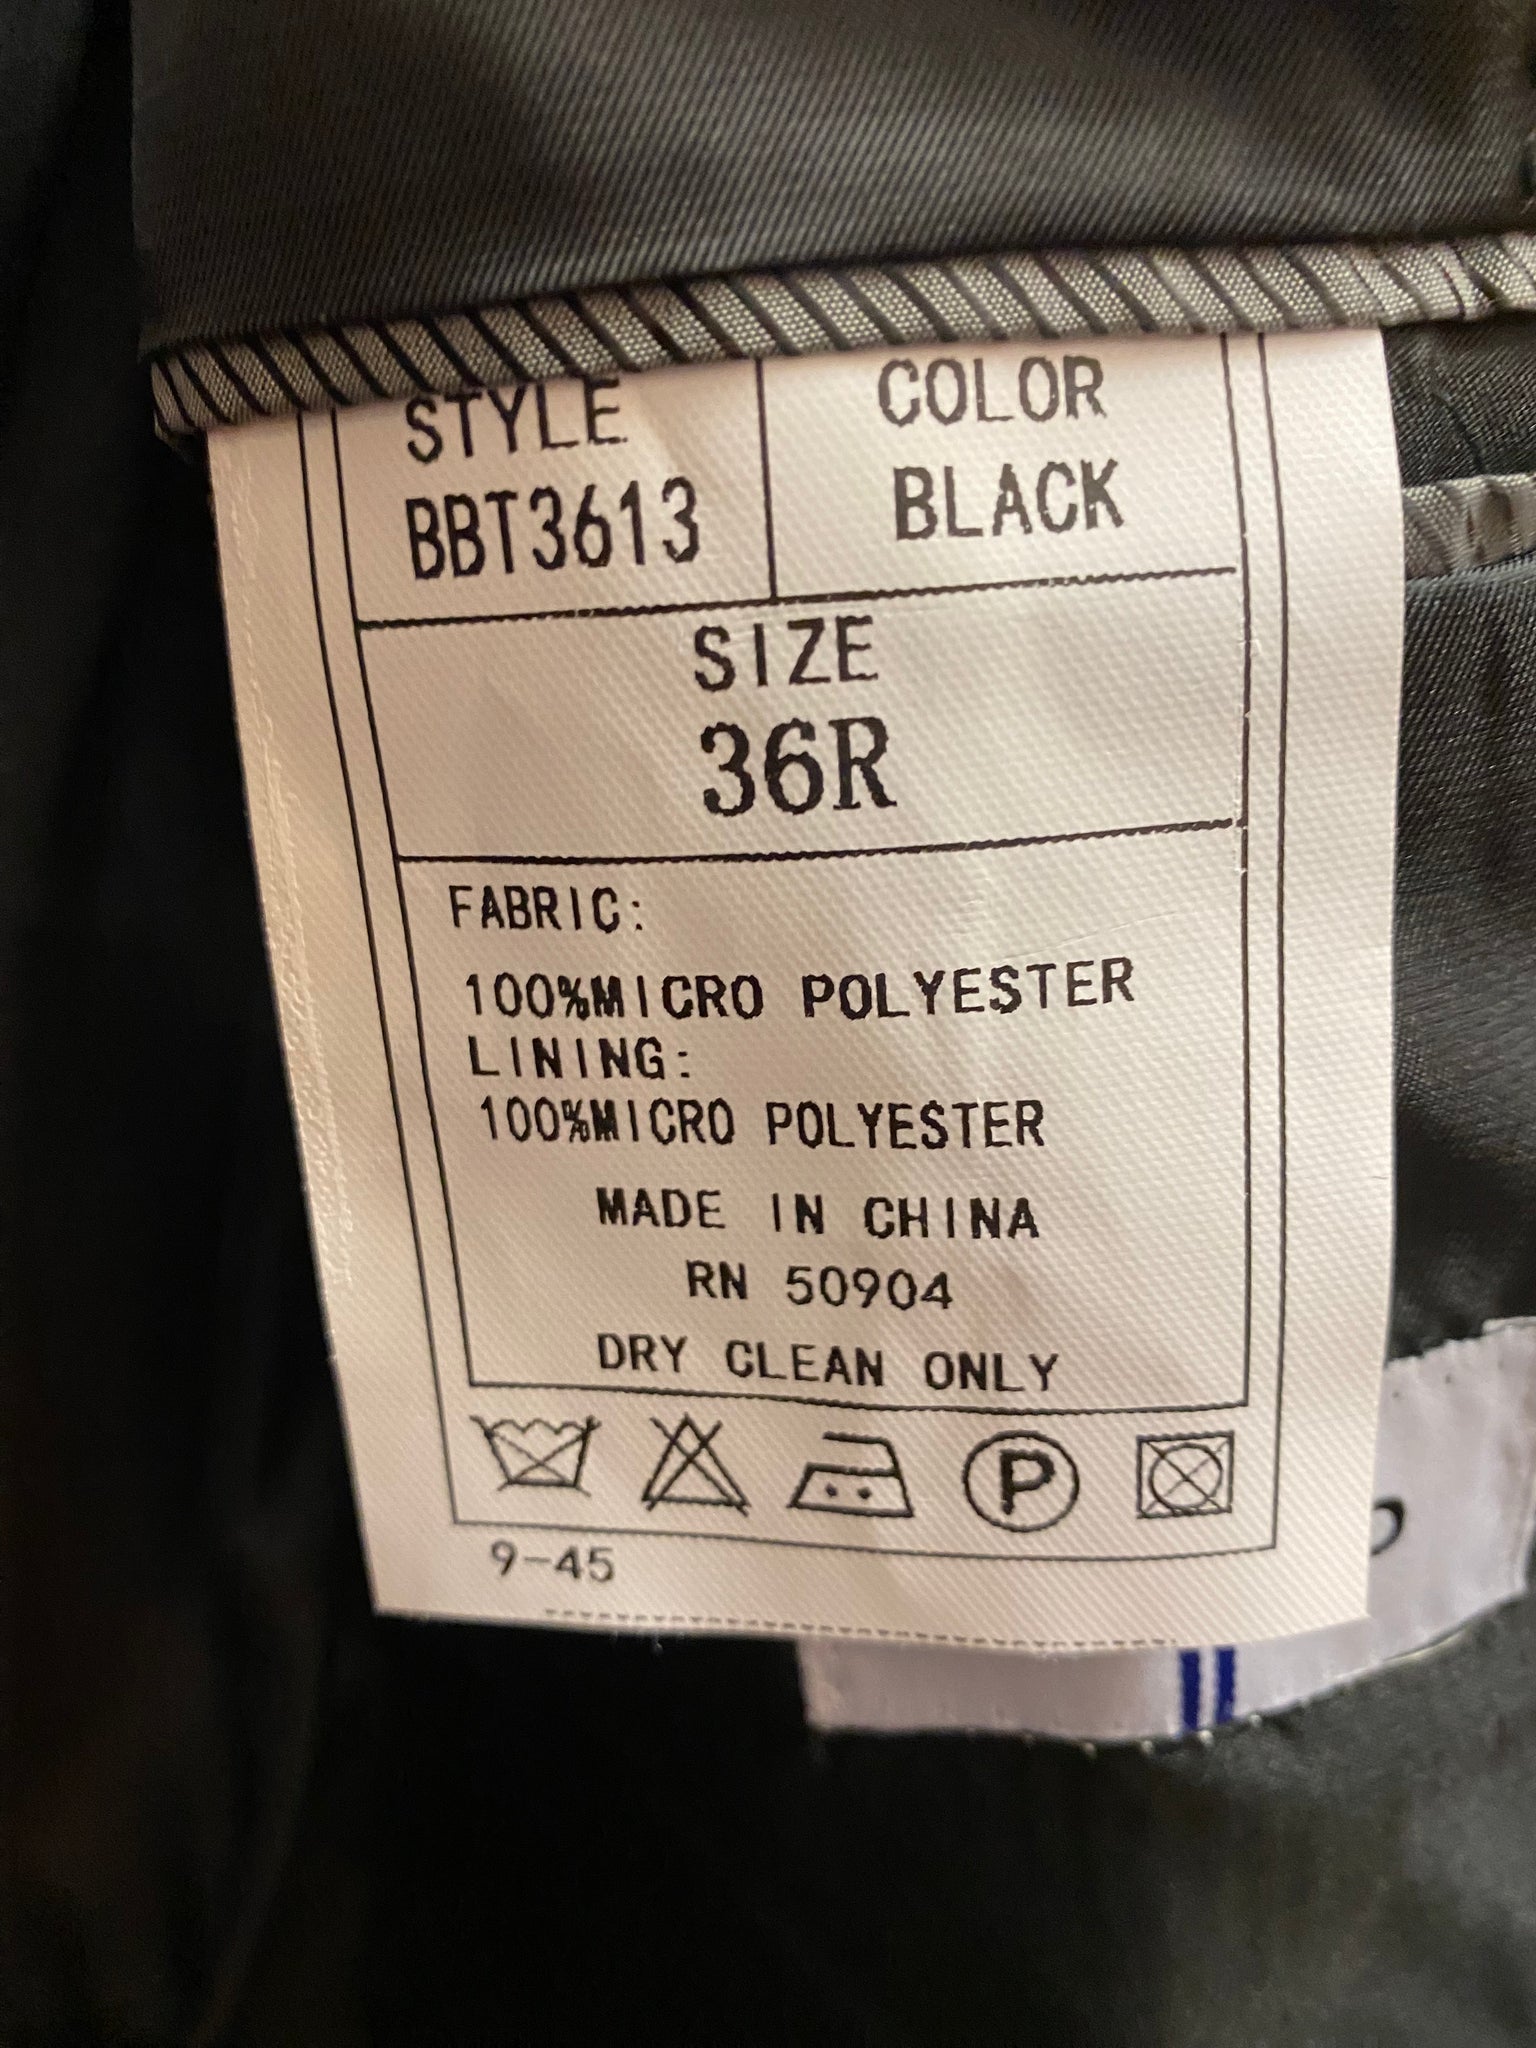 STYLE COLOR
BBT3613 BLACK
SIZE
36R
FABRIC:
100%MICRO POLYESTER
LINING:
100%MICRO POLYESTER
MADE IN CHINA
RN 50904
DRY CLEAN ONLY
P
9-45